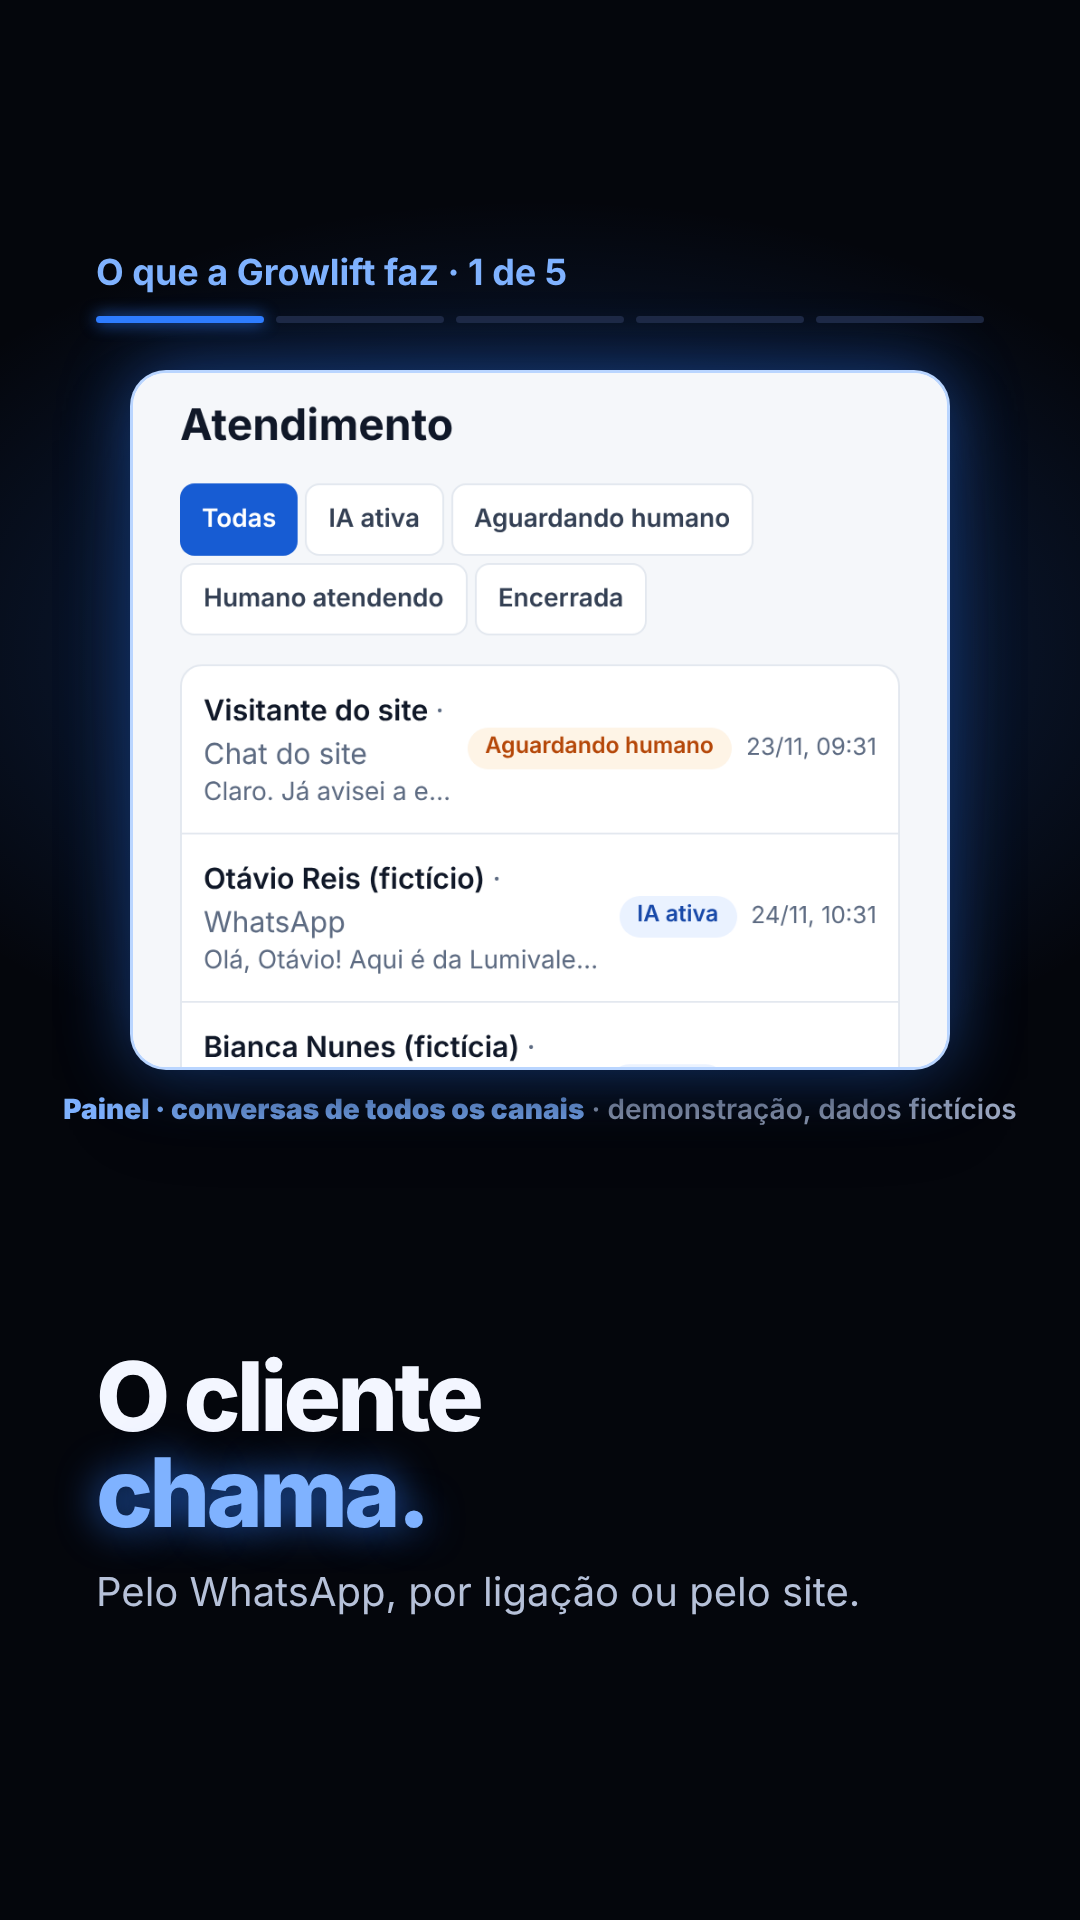 O que a Growlift faz · 1 de 5
Atendimento
Todas
IA ativa
Aguardando humano
Humano atendendo
Encerrada
Visitante do site ·
Chat do site
Claro. Já avisei a e...
Aguardando humano
23/11, 09:31
Otávio Reis (fictício) ·
WhatsApp
Olá, Otávio! Aqui é da Lumivale...
IA ativa
24/11, 10:31
Bianca Nunes (fictícia) ·
Painel · conversas de todos os canais · demonstração, dados fictícios
O cliente
chama.
Pelo WhatsApp, por ligação ou pelo site.